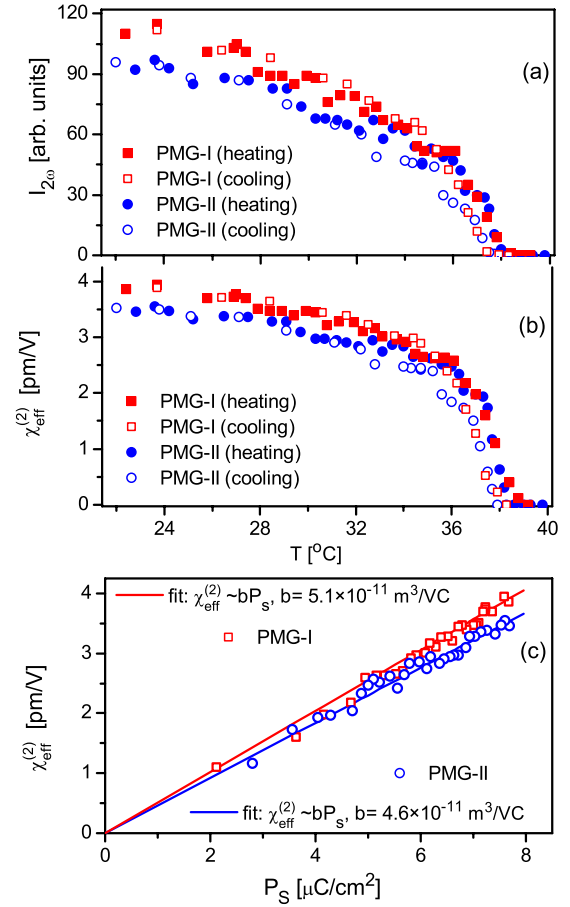 120
90
60
30
0
I2ω [arb. units]
(a)
PMG-I (heating)
PMG-I (cooling)
PMG-II (heating)
PMG-II (cooling)
4
3
2
1
0
χeff(2) [pm/V]
(b)
PMG-I (heating)
PMG-I (cooling)
PMG-II (heating)
PMG-II (cooling)
24 28 32 36 40
T [°C]
4
3
2
1
0
χeff(2) [pm/V]
fit: χeff(2) ~bPs, b= 5.1×10-11 m3/VC
PMG-I
(c)
PMG-II
fit: χeff(2) ~bPs, b= 4.6×10-11 m3/VC
0 2 4 6 8
PS [μC/cm2]